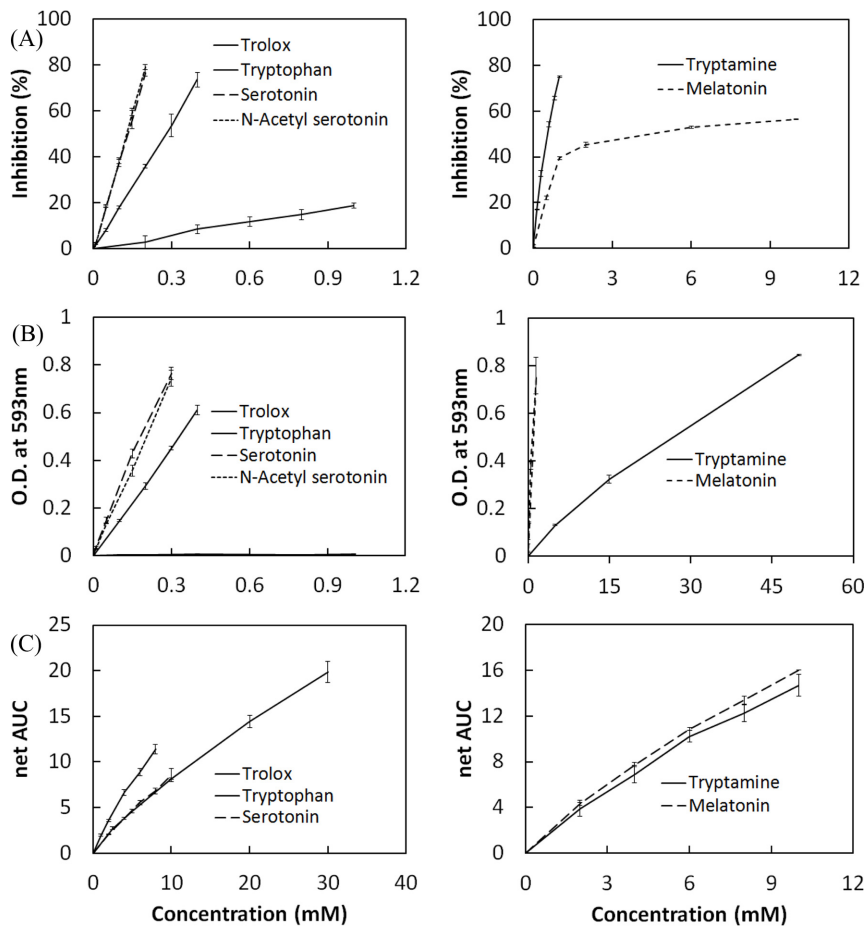 (A)
Inhibition (%)
100
80
60
40
20
0
Trolox
Tryptophan
Serotonin
N-Acetyl serotonin
0 0.3 0.6 0.9 1.2
Inhibition (%)
100
80
60
40
20
0
Tryptamine
Melatonin
0 3 6 9 12
(B)
O.D. at 593nm
1
0.8
0.6
0.4
0.2
0
Trolox
Tryptophan
Serotonin
N-Acetyl serotonin
0 0.3 0.6 0.9 1.2
O.D. at 593nm
1
0.8
0.6
0.4
0.2
0
Tryptamine
Melatonin
0 15 30 45 60
(C)
net AUC
25
20
15
10
5
0
Trolox
Tryptophan
Serotonin
0 10 20 30 40
Concentration (mM)
net AUC
20
16
12
8
4
0
Tryptamine
Melatonin
0 3 6 9 12
Concentration (mM)